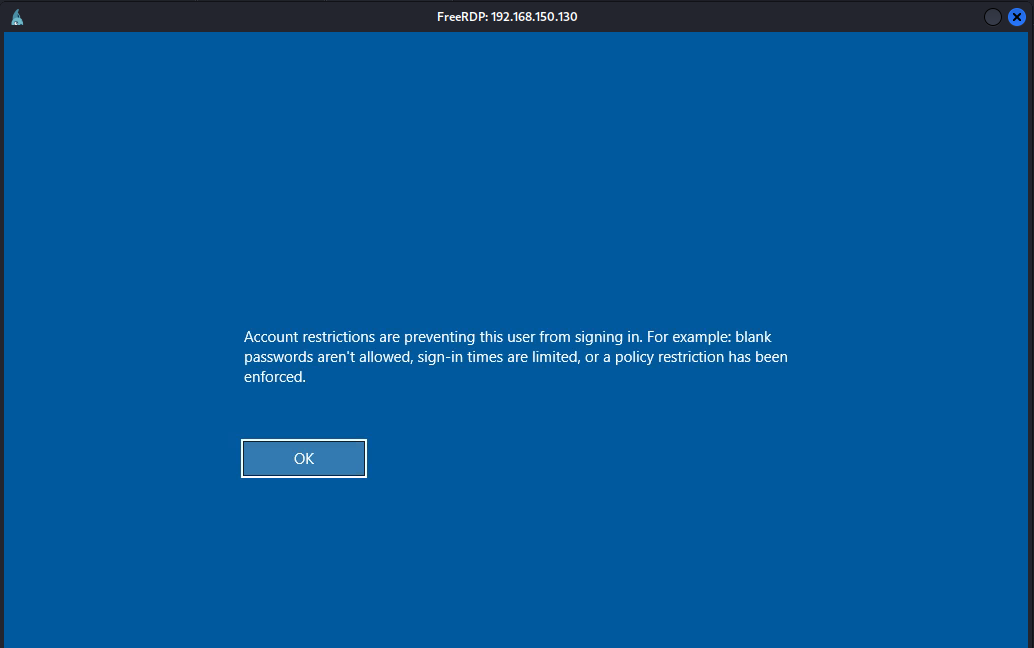 FreeRDP: 192.168.150.130
Account restrictions are preventing this user from signing in. For example: blank
passwords aren't allowed, sign-in times are limited, or a policy restriction has been
enforced.
OK